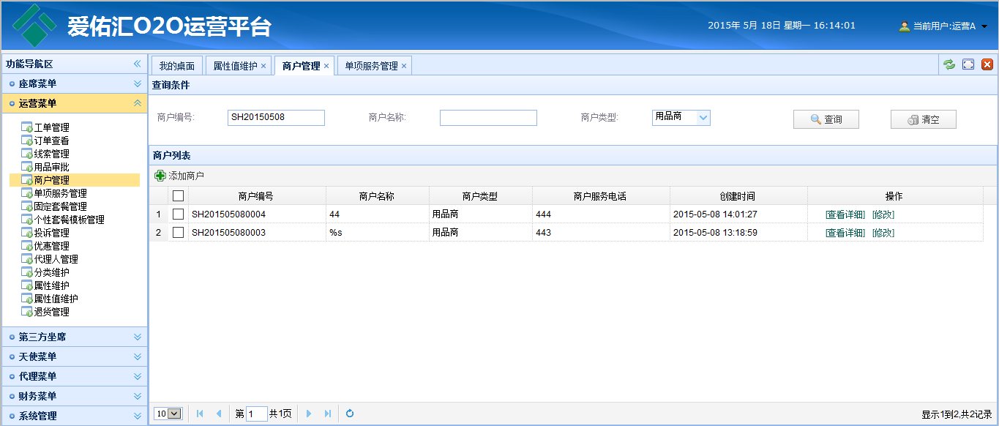 爱佑汇O2O运营平台
2015年 5月 18日 星期一 16:14:01 当前用户:运营A
功能导航区
座席菜单
运营菜单
工单管理
订单查看
线索管理
用品审批
商户管理
单项服务管理
固定套餐管理
个性套餐模板管理
投诉管理
优惠管理
代理人管理
分类维护
属性维护
属性值维护
退货管理
第三方坐席
天使菜单
代理菜单
财务菜单
系统管理
我的桌面 属性值维护 × 商户管理 × 单项服务管理 ×
查询条件
商户编号: SH20150508 商户名称: 商户类型: 用品商 查询 清空
商户列表
添加商户
商户编号 商户名称 商户类型 商户服务电话 创建时间 操作
1 SH201505080004 44 用品商 444 2015-05-08 14:01:27 [查看详细] [修改]
2 SH201505080003 %s 用品商 443 2015-05-08 13:18:59 [查看详细] [修改]
10 第 1 共1页 显示1到2,共2记录